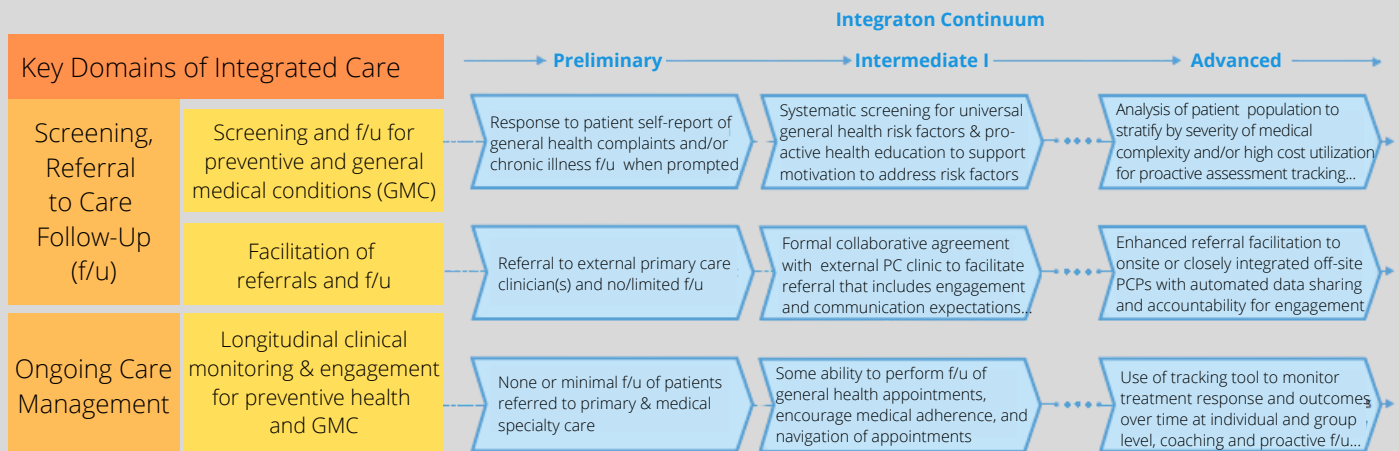 Integraton Continuum
Key Domains of Integrated Care
Preliminary
Intermediate I
Advanced
Screening,
Referral
to Care
Follow-Up
(f/u)
Screening and f/u for
preventive and general
medical conditions (GMC)
Response to patient self-report of
general health complaints and/or
chronic illness f/u when prompted
Systematic screening for universal
general health risk factors & pro-
active health education to support
motivation to address risk factors
Analysis of patient population to
stratify by severity of medical
complexity and/or high cost utilization
for proactive assessment tracking...
Facilitation of
referrals and f/u
Referral to external primary care
clinician(s) and no/limited f/u
Formal collaborative agreement
with external PC clinic to facilitate
referral that includes engagement
and communication expectations...
Enhanced referral facilitation to
onsite or closely integrated off-site
PCPs with automated data sharing
and accountability for engagement
Ongoing Care
Management
Longitudinal clinical
monitoring & engagement
for preventive health
and GMC
None or minimal f/u of patients
referred to primary & medical
specialty care
Some ability to perform f/u of
general health appointments,
encourage medical adherence, and
navigation of appointments
Use of tracking tool to monitor
treatment response and outcomes
over time at individual and group
level, coaching and proactive f/u...